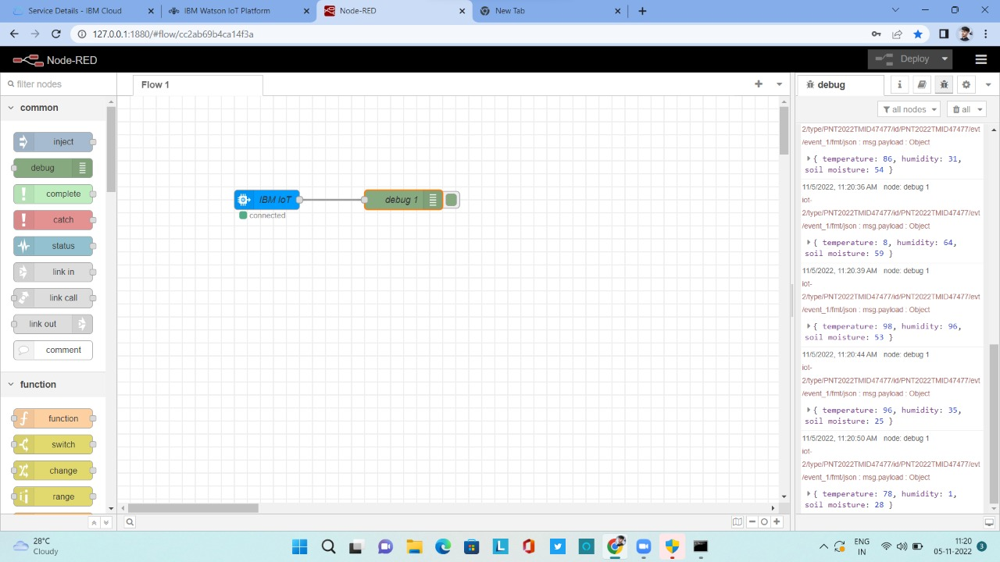 Service Details - IBM Cloud
IBM Watson IoT Platform
Node-RED
New Tab
127.0.0.1:1880/#flow/cc2ab69b4ca14f3a
Node-RED
Deploy
filter nodes
common
inject
debug
complete
catch
status
link in
link call
link out
comment
function
function
switch
change
range
Flow 1
IBM IoT
connected
debug 1
debug
all nodes
all
2/type/PNT2022TMID47477/id/PNT2022TMID47477/evt
/event_1/fmt/json : msg.payload : Object
{ temperature: 86, humidity: 31,
soil moisture: 54 }
11/5/2022, 11:20:36 AM node: debug 1
iot-
2/type/PNT2022TMID47477/id/PNT2022TMID47477/evt
/event_1/fmt/json : msg.payload : Object
{ temperature: 8, humidity: 64,
soil moisture: 59 }
11/5/2022, 11:20:39 AM node: debug 1
iot-
2/type/PNT2022TMID47477/id/PNT2022TMID47477/evt
/event_1/fmt/json : msg.payload : Object
{ temperature: 98, humidity: 96,
soil moisture: 53 }
11/5/2022, 11:20:44 AM node: debug 1
iot-
2/type/PNT2022TMID47477/id/PNT2022TMID47477/evt
/event_1/fmt/json : msg.payload : Object
{ temperature: 96, humidity: 35,
soil moisture: 25 }
11/5/2022, 11:20:50 AM node: debug 1
iot-
2/type/PNT2022TMID47477/id/PNT2022TMID47477/evt
/event_1/fmt/json : msg.payload : Object
{ temperature: 78, humidity: 1,
soil moisture: 28 }
28°C
Cloudy
ENG
IN
11:20
05-11-2022
3